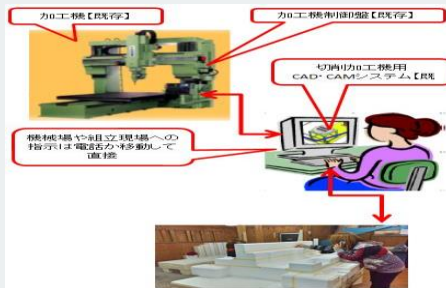 加工機【既存】
加工機制御盤【既存】
切削加工機用
CAD・CAMシステム【既
機械場や組立現場への
指示は電話か移動して
直接